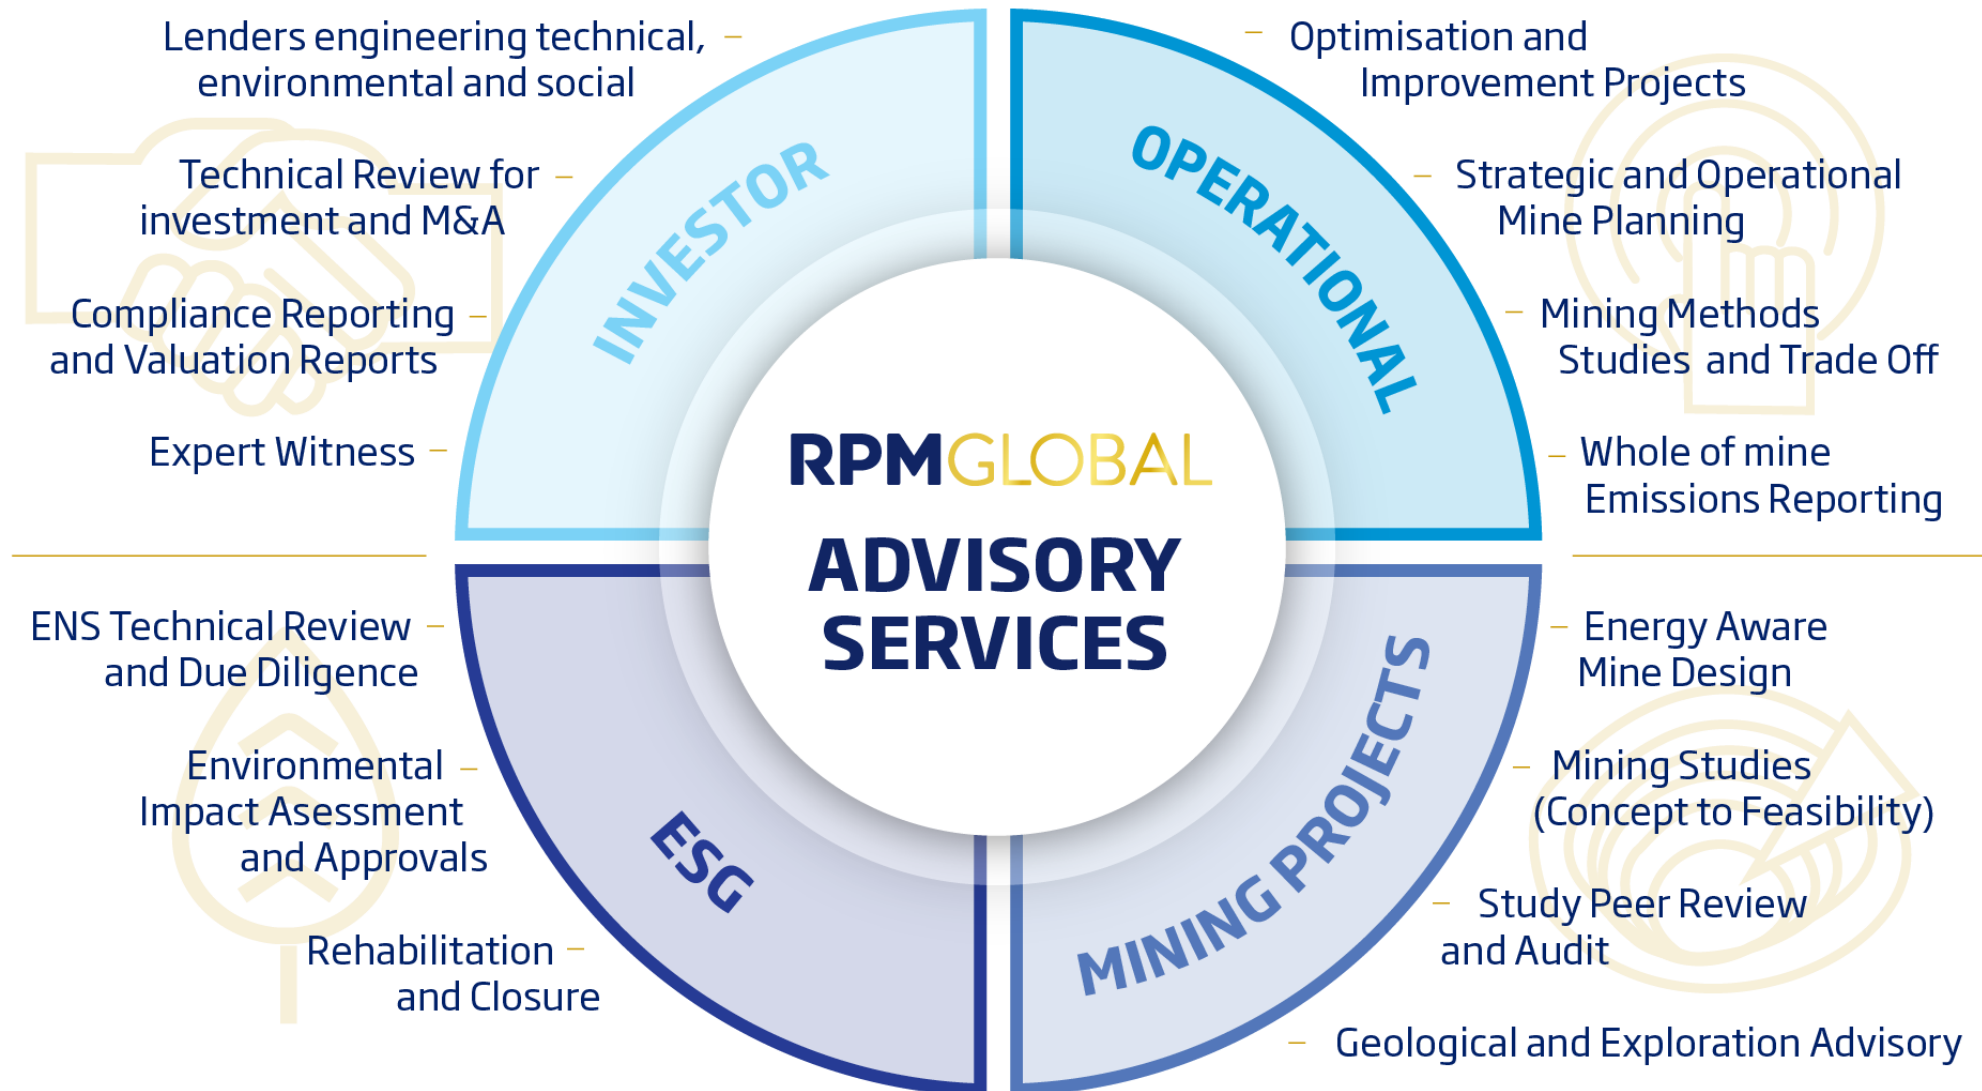 Lenders engineering technical,
environmental and social
Technical Review for
investment and M&A
Compliance Reporting
and Valuation Reports
Expert Witness
INVESTOR
OPERATIONAL
Optimisation and
Improvement Projects
Strategic and Operational
Mine Planning
Mining Methods
Studies and Trade Off
Whole of mine
Emissions Reporting
RPMGLOBAL
ADVISORY
SERVICES
ENS Technical Review
and Due Diligence
Environmental
Impact Asessment
and Approvals
Rehabilitation
and Closure
ESG
MINING PROJECTS
Energy Aware
Mine Design
Mining Studies
(Concept to Feasibility)
Study Peer Review
and Audit
Geological and Exploration Advisory